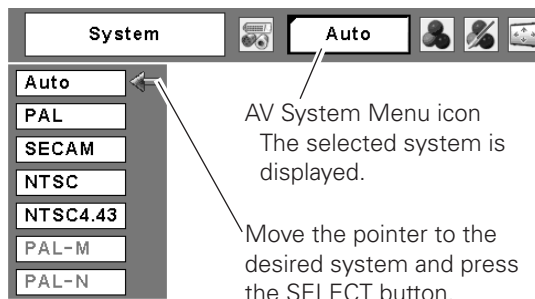 System
Auto
Auto
PAL
SECAM
NTSC
NTSC4.43
PAL-M
PAL-N
AV System Menu icon
The selected system is
displayed.
Move the pointer to the
desired system and press
the SELECT button.